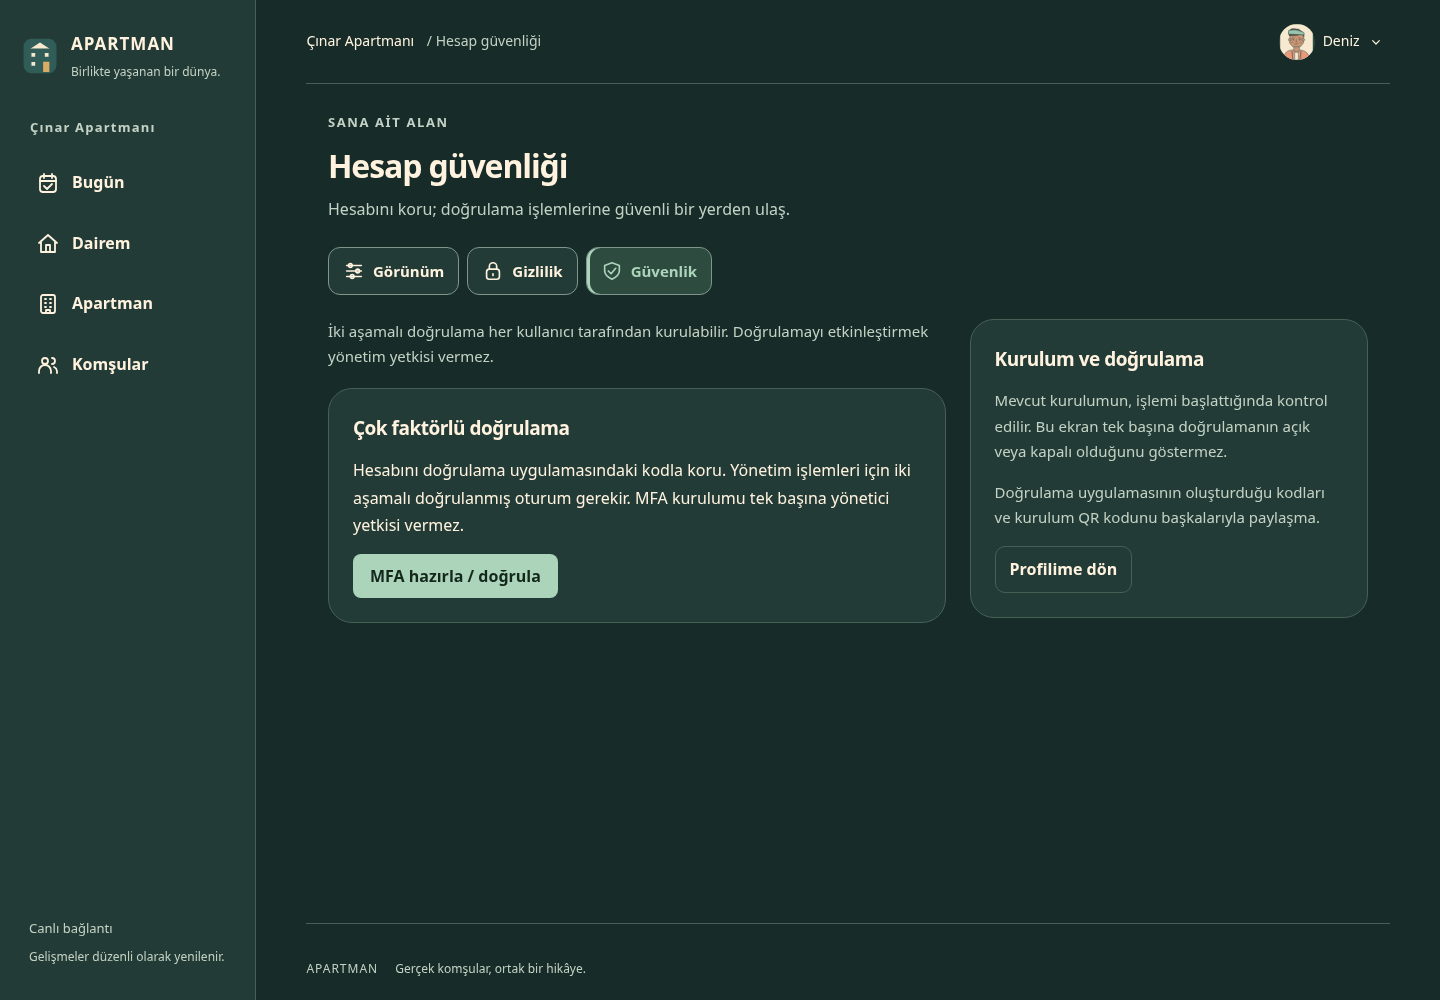 APARTMAN
Birlikte yaşanan bir dünya.
Çınar Apartmanı
Bugün
Dairem
Apartman
Komşular
Canlı bağlantı
Gelişmeler düzenli olarak yenilenir.
Çınar Apartmanı / Hesap güvenliği
Deniz
SANA AİT ALAN
Hesap güvenliği
Hesabını koru; doğrulama işlemlerine güvenli bir yerden ulaş.
Görünüm
Gizlilik
Güvenlik
İki aşamalı doğrulama her kullanıcı tarafından kurulabilir. Doğrulamayı etkinleştirmek
yönetim yetkisi vermez.
Çok faktörlü doğrulama
Hesabını doğrulama uygulamasındaki kodla koru. Yönetim işlemleri için iki
aşamalı doğrulanmış oturum gerekir. MFA kurulumu tek başına yönetici
yetkisi vermez.
MFA hazırla / doğrula
Kurulum ve doğrulama
Mevcut kurulumun, işlemi başlattığında kontrol
edilir. Bu ekran tek başına doğrulamanın açık
veya kapalı olduğunu göstermez.
Doğrulama uygulamasının oluşturduğu kodları
ve kurulum QR kodunu başkalarıyla paylaşma.
Profilime dön
APARTMAN Gerçek komşular, ortak bir hikâye.